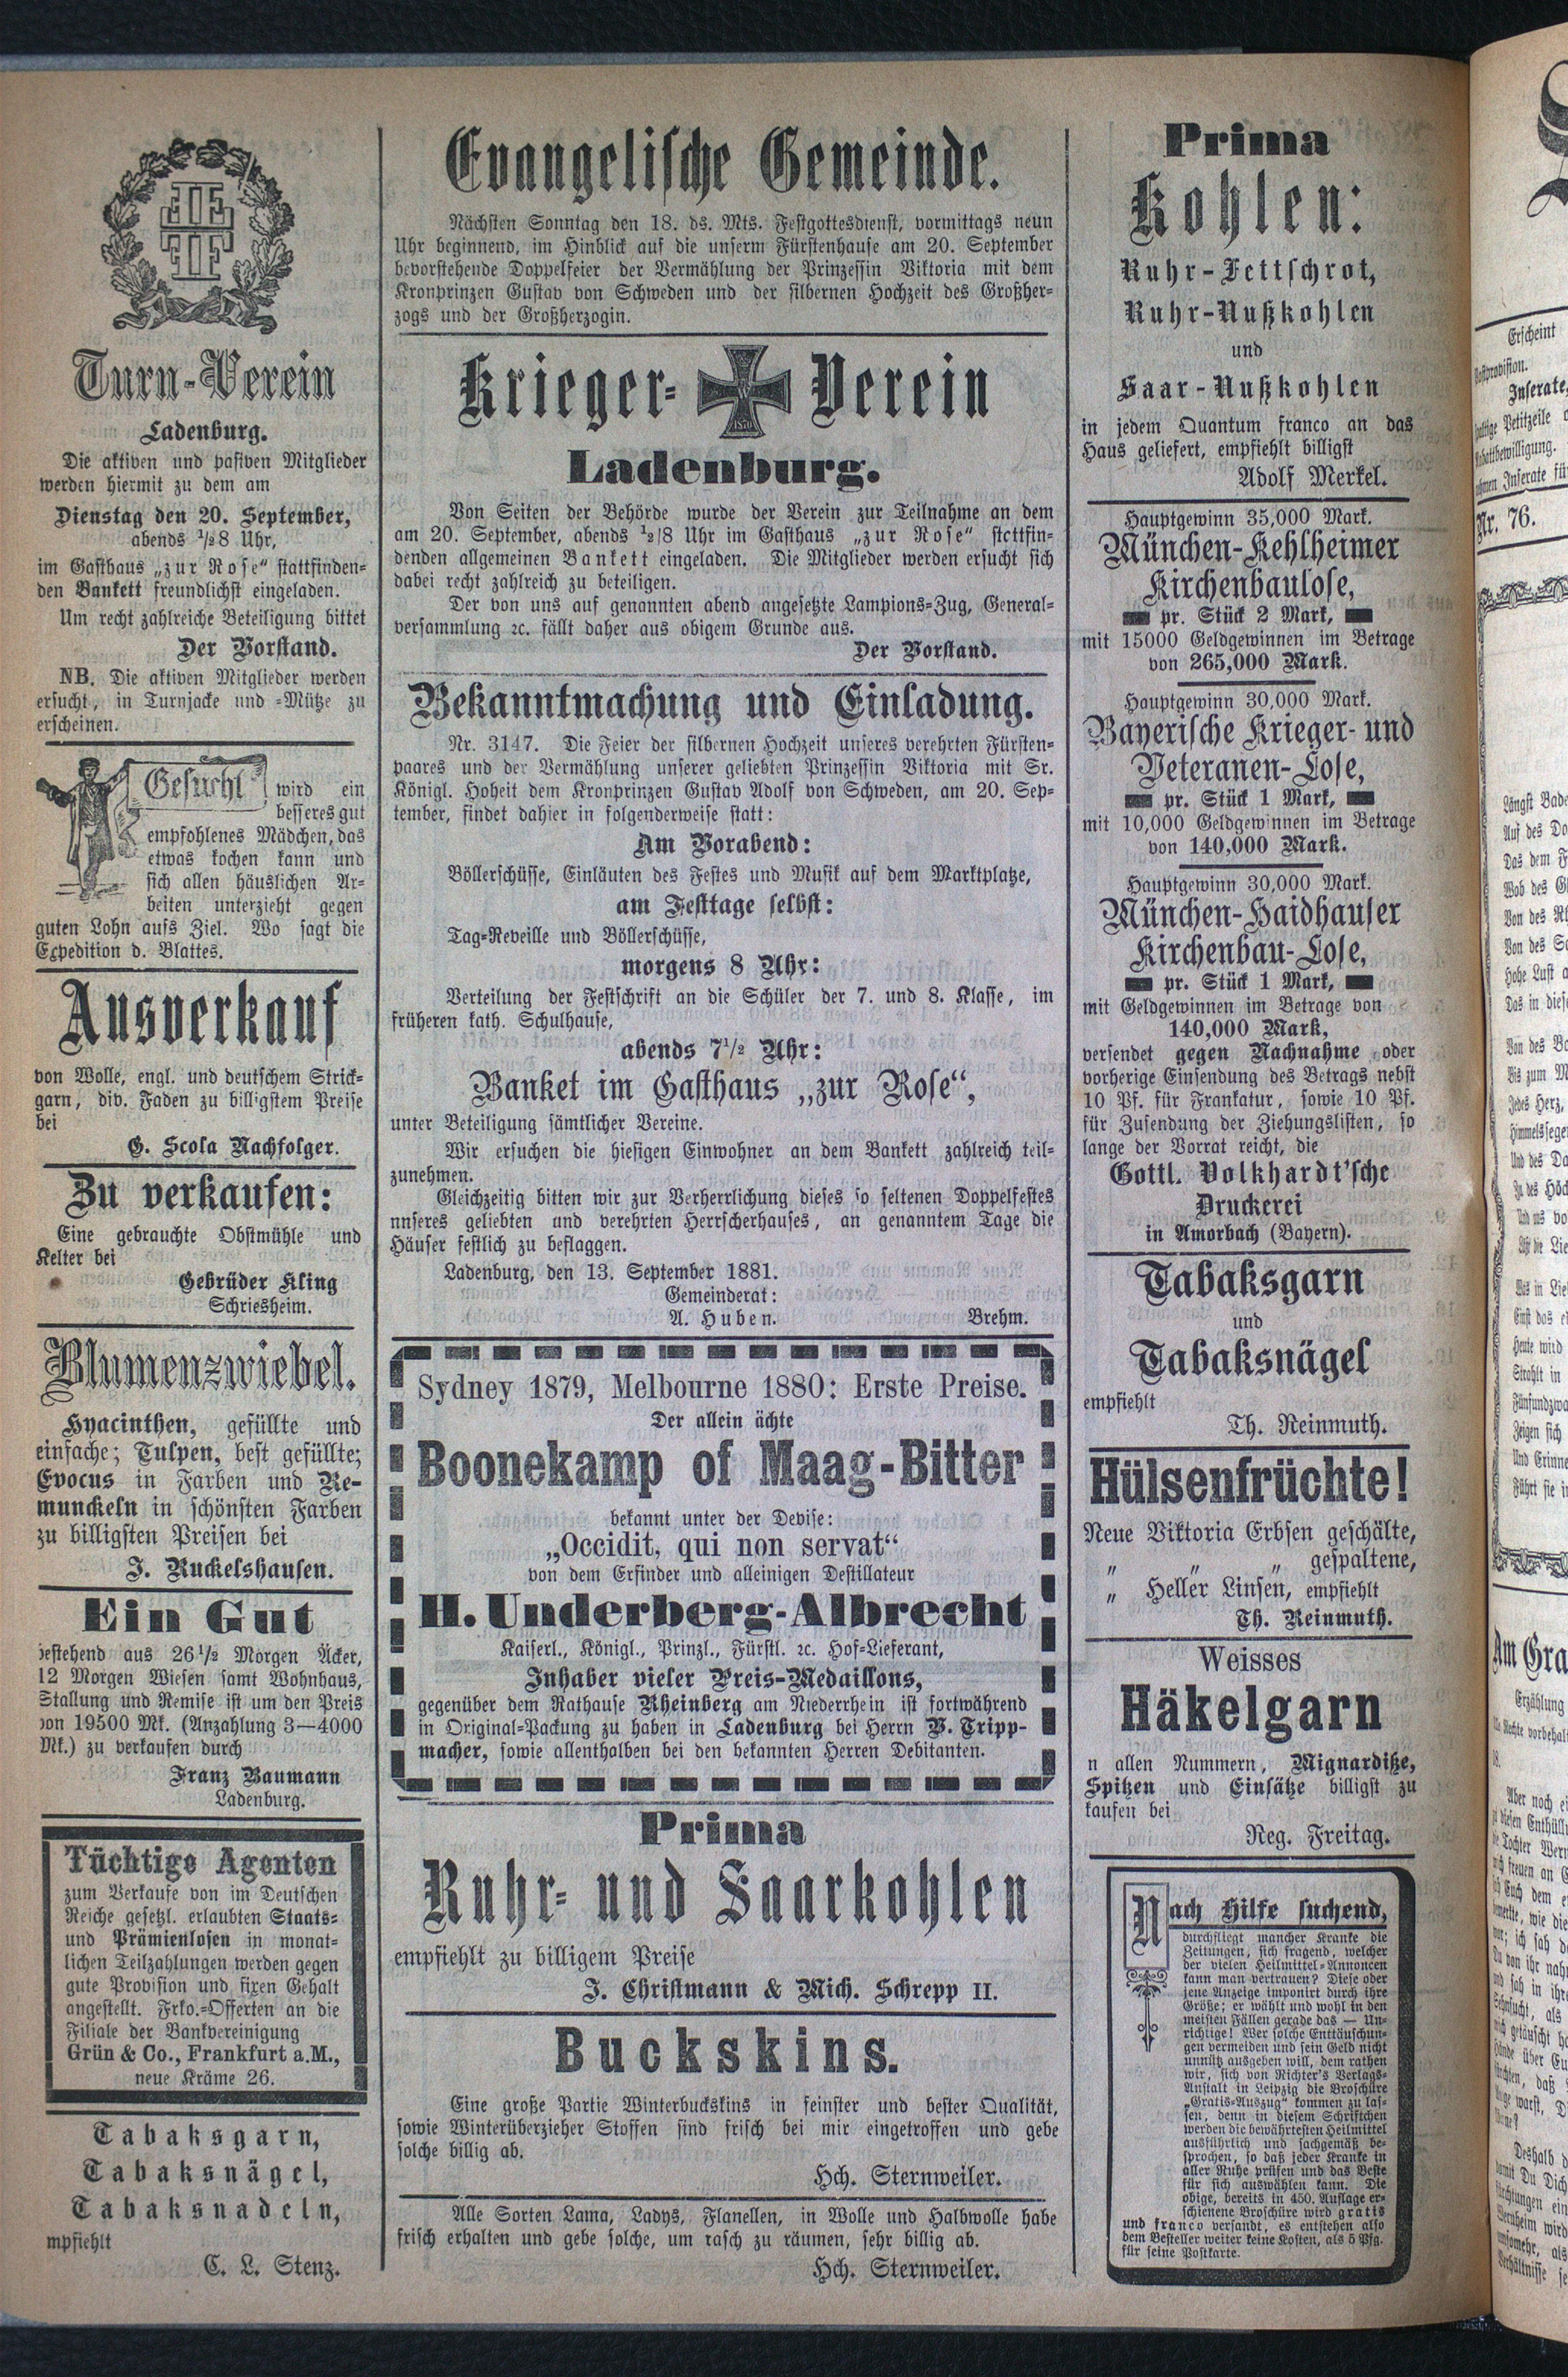 Turn-Verein
Ladenburg.
Die aktiven und pasiven Mitglieder
werden hiermit zu dem am
Dienstag den 20. September,
abends 1/28 Uhr,
im Gasthaus „zur Rose“ stattfinden=
den Bankett freundlichst eingeladen.
Um recht zahlreiche Beteiligung bittet
Der Vorstand.
NB. Die aktiven Mitglieder werden
ersucht, in Turnjacke und =Mütze zu
erscheinen.
Gesucht wird ein
besseres gut
empfohlenes Mädchen, das
etwas kochen kann und
sich allen häuslichen Ar=
beiten unterzieht gegen
guten Lohn aufs Ziel. Wo sagt die
Expedition d. Blattes.
Ausverkauf
von Wolle, engl. und deutschem Strick=
garn, div. Faden zu billigstem Preise
bei
G. Scola Nachfolger.
Zu verkaufen:
Eine gebrauchte Obstmühle und
Kelter bei
Gebrüder Kling
Schriesheim.
Blumenzwiebel.
Hyacinthen, gefüllte und
einfache; Tulpen, best gefüllte;
Evocus in Farben und Re-
munckeln in schönsten Farben
zu billigsten Preisen bei
J. Ruckelshausen.
Ein Gut
bestehend aus 26 1/2 Morgen Äcker,
12 Morgen Wiesen samt Wohnhaus,
Stallung und Remise ist um den Preis
von 19500 Mk. (Anzahlung 3—4000
Mk.) zu verkaufen durch
Franz Baumann
Ladenburg.
Tüchtige Agenten
zum Verkaufe von im Deutschen
Reiche gesetzl. erlaubten Staats=
und Prämienlosen in monat=
lichen Teilzahlungen werden gegen
gute Provision und fixen Gehalt
angestellt. Frko.=Offerten an die
Filiale der Bankvereinigung
Grün & Co., Frankfurt a.M.,
neue Kräme 26.
Tabaksgarn,
Tabaksnägel,
Tabaksnadeln,
mpfiehlt
C. L. Stenz.
Evangelische Gemeinde.
Nächsten Sonntag den 18. ds. Mts. Festgottesdienst, vormittags neun
Uhr beginnend, im Hinblick auf die unserm Fürstenhause am 20. September
bevorstehende Doppelfeier der Vermählung der Prinzessin Viktoria mit dem
Kronprinzen Gustav von Schweden und der silbernen Hochzeit des Großher=
zogs und der Großherzogin.
Krieger= Verein
1870
Ladenburg.
Von Seiten der Behörde wurde der Verein zur Teilnahme an dem
am 20. September, abends 1/2/8 Uhr im Gasthaus „zur Rose“ stattfin=
denden allgemeinen Bankett eingeladen. Die Mitglieder werden ersucht sich
dabei recht zahlreich zu beteiligen.
Der von uns auf genannten abend angesetzte Lampions=Zug, General=
versammlung ꝛc. fällt daher aus obigem Grunde aus.
Der Vorstand.
Bekanntmachung und Einladung.
Nr. 3147. Die Feier der silbernen Hochzeit unseres verehrten Fürsten=
paares und der Vermählung unserer geliebten Prinzessin Viktoria mit Sr.
Königl. Hoheit dem Kronprinzen Gustav Adolf von Schweden, am 20. Sep=
tember, findet dahier in folgenderweise statt:
Am Vorabend:
Böllerschüsse, Einläuten des Festes und Musik auf dem Marktplatze,
am Festtage selbst:
Tag=Reveille und Böllerschüsse,
morgens 8 Uhr:
Verteilung der Festschrift an die Schüler der 7. und 8. Klasse, im
früheren kath. Schulhause,
abends 7 1/2 Uhr:
Banket im Gasthaus „zur Rose“,
unter Beteiligung sämtlicher Vereine.
Wir ersuchen die hiesigen Einwohner an dem Bankett zahlreich teil=
zunehmen.
Gleichzeitig bitten wir zur Verherrlichung dieses so seltenen Doppelfestes
nnseres geliebten und verehrten Herrscherhauses, an genanntem Tage die
Häuser festlich zu beflaggen.
Ladenburg, den 13. September 1881.
Gemeinderat:
A. Huben. Brehm.
Sydney 1879, Melbourne 1880: Erste Preise.
Der allein ächte
Boonekamp of Maag-Bitter
bekannt unter der Devise:
„Occidit, qui non servat“
von dem Erfinder und alleinigen Destillateur
H. Underberg-Albrecht
Kaiserl., Königl., Prinzl., Fürstl. ꝛc. Hof=Lieferant,
Inhaber vieler Preis-Medaillons,
gegenüber dem Rathause Rheinberg am Niederrhein ist fortwährend
in Original=Packung zu haben in Ladenburg bei Herrn B. Tripp-
macher, sowie allenthalben bei den bekannten Herren Debitanten.
Prima
Ruhr= und Saarkohlen
empfiehlt zu billigem Preise
J. Christmann & Mich. Schrepp II.
Buckskins.
Eine große Partie Winterbuckskins in feinster und bester Qualität,
sowie Winterüberzieher Stoffen sind frisch bei mir eingetroffen und gebe
solche billig ab.
Hch. Sternweiler.
Alle Sorten Lama, Ladys, Flanellen, in Wolle und Halbwolle habe
frisch erhalten und gebe solche, um rasch zu räumen, sehr billig ab.
Hch. Sternweiler.
Prima
Kohlen:
Ruhr-Fettschrot,
Ruhr-Nußkohlen
und
Saar-Nußkohlen
in jedem Quantum franco an das
Haus geliefert, empfiehlt billigst
Adolf Merkel.
Hauptgewinn 35,000 Mark.
München-Kehlheimer
Kirchenbaulose,
pr. Stück 2 Mark,
mit 15000 Geldgewinnen im Betrage
von 265,000 Mark.
Hauptgewinn 30,000 Mark.
Bayerische Krieger- und
Veteranen-Lose,
pr. Stück 1 Mark,
mit 10,000 Geldgewinnen im Betrage
von 140,000 Mark.
Hauptgewinn 30,000 Mark.
München-Haidhauser
Kirchenbau-Lose,
pr. Stück 1 Mark,
mit Geldgewinnen im Betrage von
140,000 Mark,
versendet gegen Nachnahme oder
vorherige Einsendung des Betrags nebst
10 Pf. für Frankatur, sowie 10 Pf.
für Zusendung der Ziehungslisten, so
lange der Vorrat reicht, die
Gottl. Volkhardt'sche
Druckerei
in Amorbach (Bayern).
Tabaksgarn
und
Tabaksnägel
empfiehlt
Th. Reinmuth.
Hülsenfrüchte!
Neue Viktoria Erbsen geschälte,
„ „ „ gespaltene,
„ Heller Linsen, empfiehlt
Th. Reinmuth.
Weisses
Häkelgarn
n allen Nummern, Mignarditze,
Spitzen und Einsätze billigst zu
kaufen bei
Reg. Freitag.
Nach Hilfe suchend,
durchfliegt mancher Kranke die
Zeitungen, sich fragend, welcher
der vielen Heilmittel=Annoncen
kann man vertrauen? Diese oder
jene Anzeige imponirt durch ihre
Größe; er wählt und wohl in den
meisten Fällen gerade das — Un=
richtige! Wer solche Enttäuschun=
gen vermeiden und sein Geld nicht
unnütz ausgeben will, dem rathen
wir, sich von Richter's Verlags=
Anstalt in Leipzig die Broschüre
„Gratis=Auszug“ kommen zu las=
sen, denn in diesem Schriftchen
werden die bewährtesten Heilmittel
ausführlich und sachgemäß be=
sprochen, so daß jeder Kranke in
aller Ruhe prüfen und das Beste
für sich auswählen kann. Die
obige, bereits in 450. Auflage er=
schienene Broschüre wird gratis
und franco versandt, es entstehen also
dem Besteller weiter keine Kosten, als 5 Pfg.
für seine Postkarte.
Erscheint
Postprovision.
Inserate,
Nr. 76.
Am Gra
Erzählung